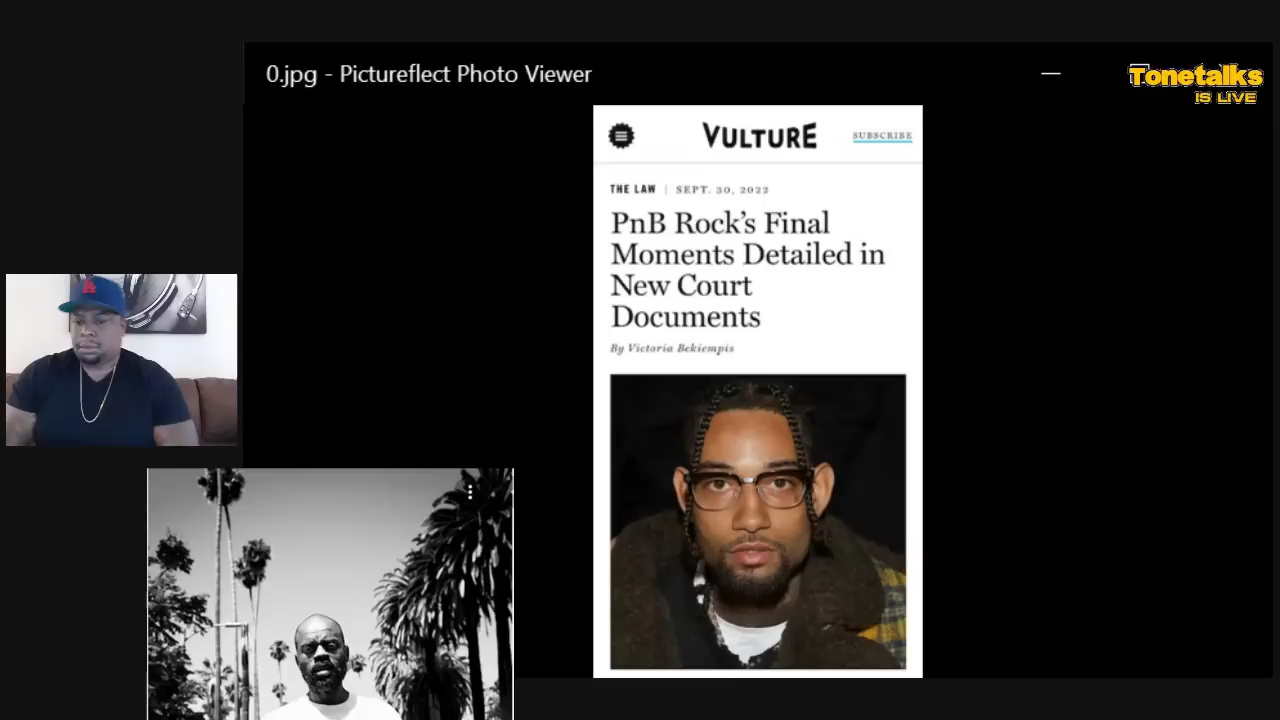 0.jpg - Pictureflect Photo Viewer
Tonetalks
IS LIVE
VULTURE
SUBSCRIBE
THE LAW | SEPT. 30, 2022
PnB Rock’s Final
Moments Detailed in
New Court
Documents
By Victoria Bekiempis
LA